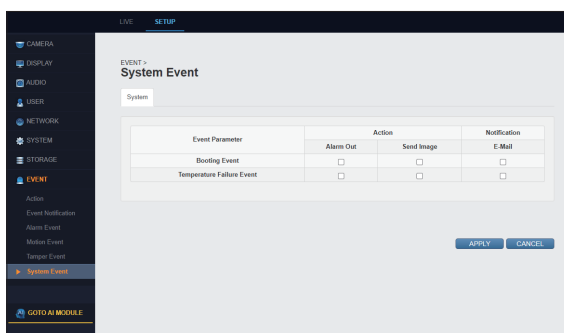 LIVE SETUP
CAMERA
DISPLAY
AUDIO
USER
NETWORK
SYSTEM
STORAGE
EVENT
Action
Event Notification
Alarm Event
Motion Event
Tamper Event
System Event
GOTO AI MODULE
EVENT >
System Event
System
Event Parameter Action Notification
Alarm Out Send Image E-Mail
Booting Event
Temperature Failure Event
APPLY CANCEL